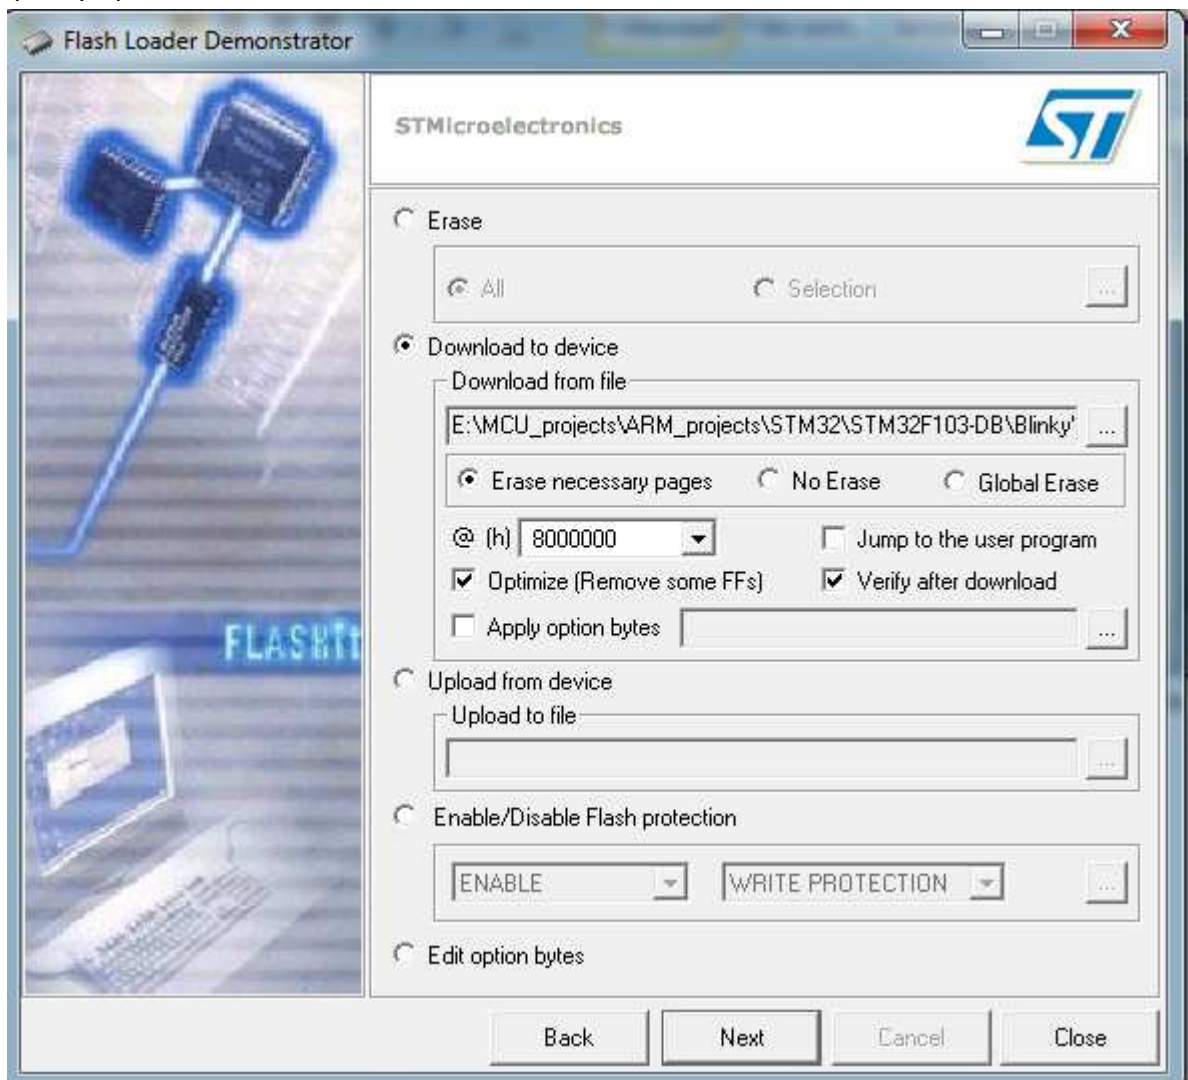 Flash Loader Demonstrator
STMicroelectronics
ST
Erase
All Selection ...
Download to device
Download from file
E:\MCU_projects\ARM_projects\STM32\STM32F103-DB\Blinky\ ...
Erase necessary pages No Erase Global Erase
@ (h) 8000000 Jump to the user program
Optimize (Remove some FFs) Verify after download
Apply option bytes ...
FLASHit
Upload from device
Upload to file
...
Enable/Disable Flash protection
ENABLE WRITE PROTECTION ...
Edit option bytes
Back Next Cancel Close